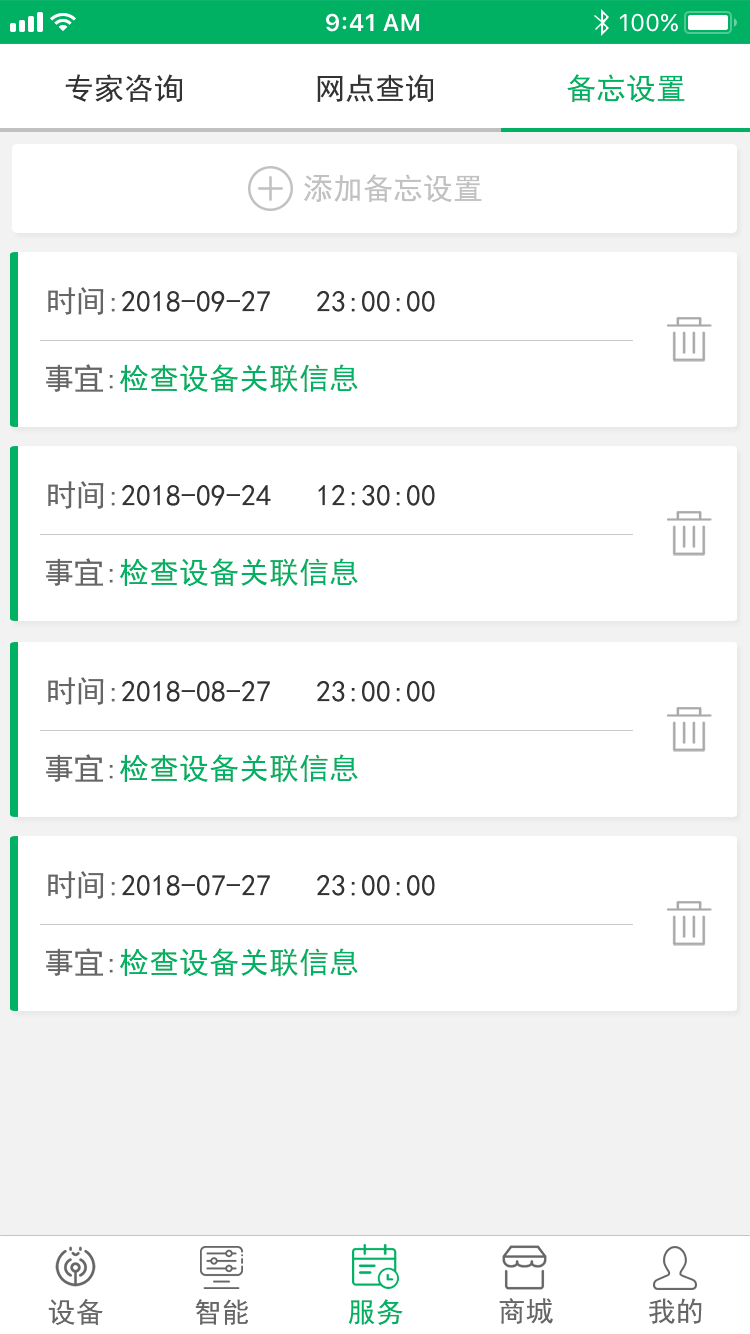 9:41 AM 100%
专家咨询 网点查询 备忘设置
添加备忘设置
时间:2018-09-27 23:00:00
事宜:检查设备关联信息
时间:2018-09-24 12:30:00
事宜:检查设备关联信息
时间:2018-08-27 23:00:00
事宜:检查设备关联信息
时间:2018-07-27 23:00:00
事宜:检查设备关联信息
设备 智能 服务 商城 我的